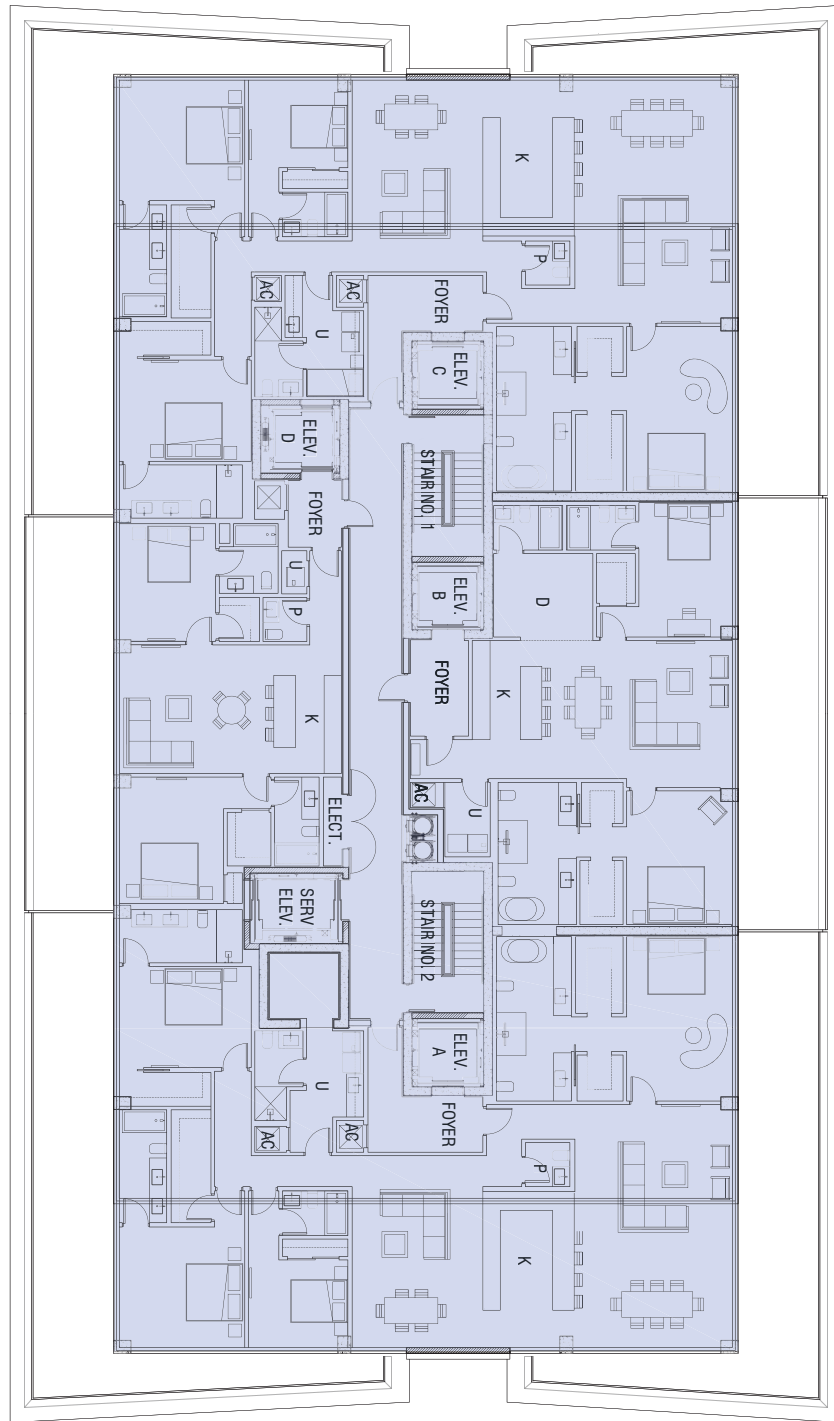 K
P
AC
AC
FOYER
U
ELEV.
C
ELEV.
D
STAIR NO. 1
FOYER
U
P
ELEV.
B
D
FOYER
K
K
AC
U
ELECT.
SERV
ELEV.
STAIR NO. 2
ELEV.
A
U
FOYER
AC
AC
P
K